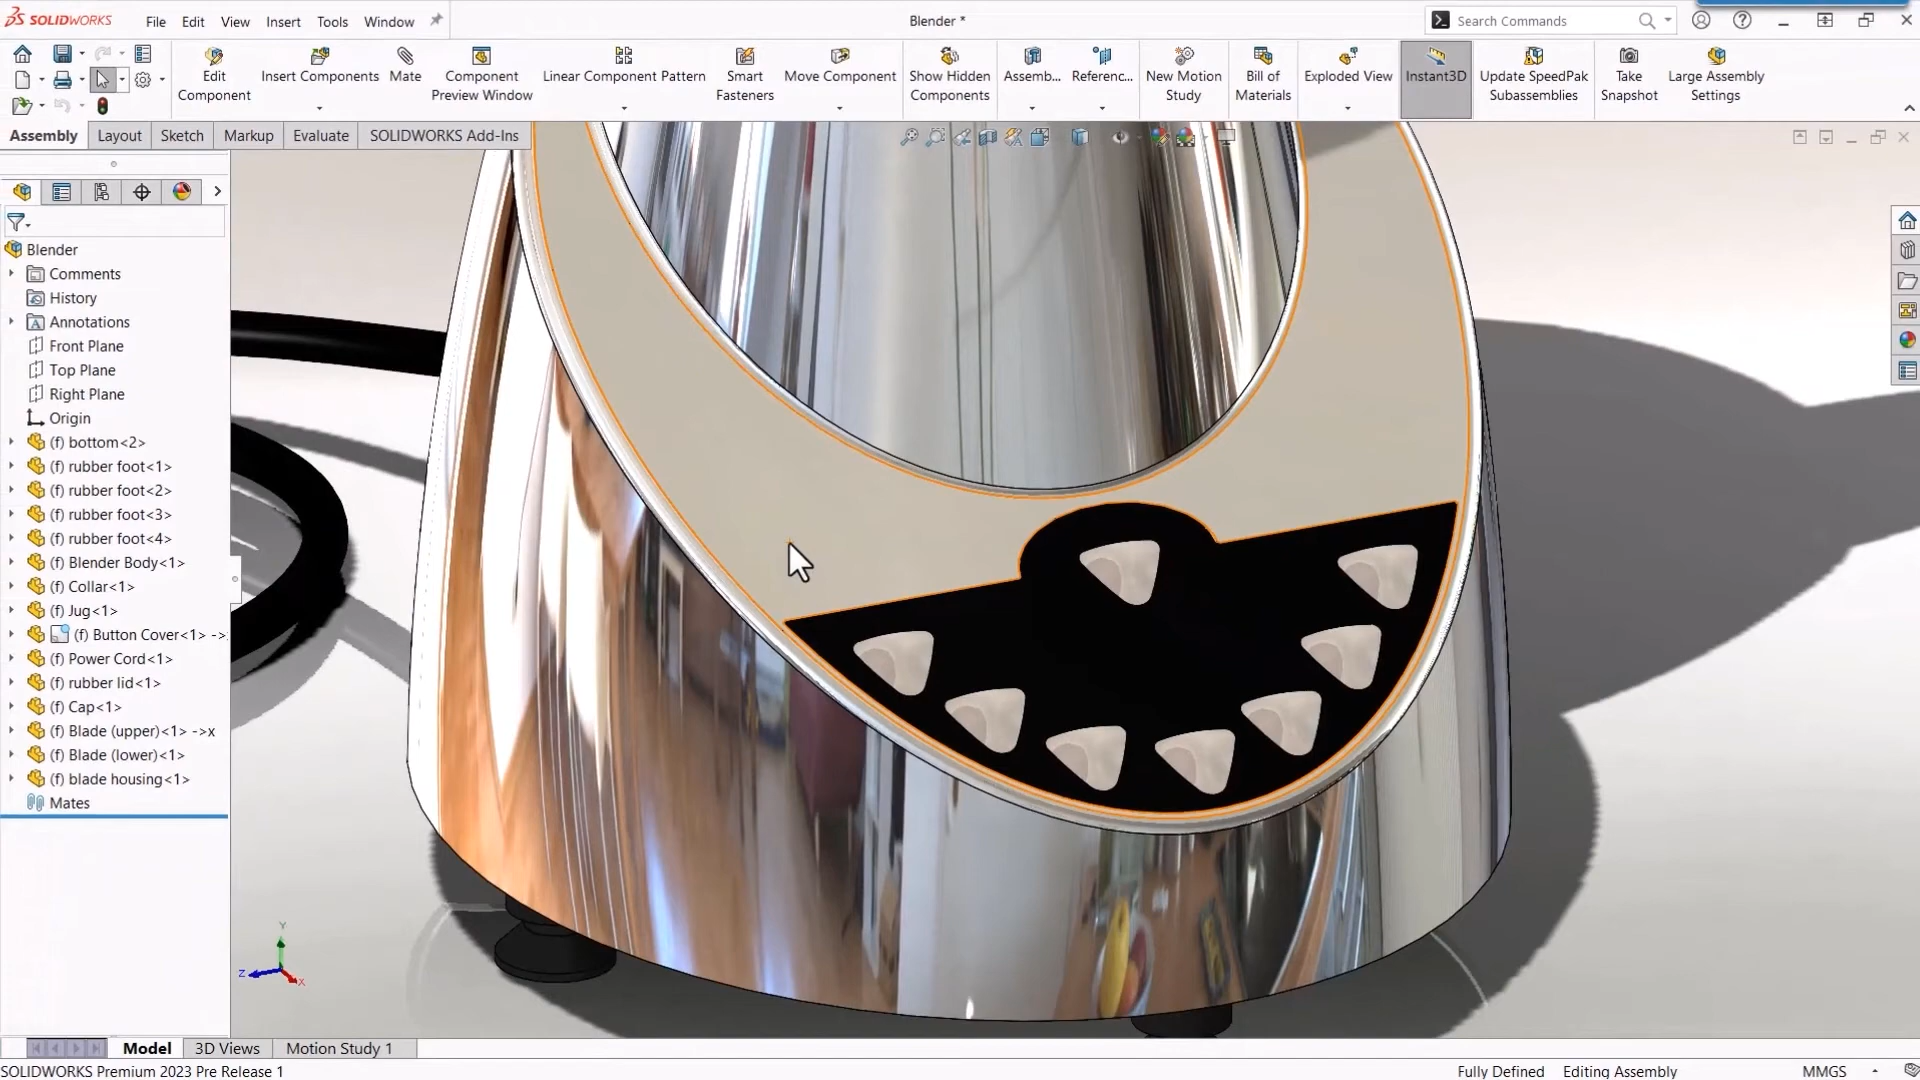 SOLIDWORKS
File Edit View Insert Tools Window
Blender *
Search Commands
Edit Component
Insert Components
Mate
Component Preview Window
Linear Component Pattern
Smart Fasteners
Move Component
Show Hidden Components
Assemb...
Referenc...
New Motion Study
Bill of Materials
Exploded View
Instant3D
Update SpeedPak Subassemblies
Take Snapshot
Large Assembly Settings
Assembly Layout Sketch Markup Evaluate SOLIDWORKS Add-Ins
Blender
Comments
History
Annotations
Front Plane
Top Plane
Right Plane
Origin
(f) bottom<2>
(f) rubber foot<1>
(f) rubber foot<2>
(f) rubber foot<3>
(f) rubber foot<4>
(f) Blender Body<1>
(f) Collar<1>
(f) Jug<1>
(f) Button Cover<1> ->
(f) Power Cord<1>
(f) rubber lid<1>
(f) Cap<1>
(f) Blade (upper)<1> ->x
(f) Blade (lower)<1>
(f) blade housing<1>
Mates
Y
Z
X
Model 3D Views Motion Study 1
SOLIDWORKS Premium 2023 Pre Release 1
Fully Defined Editing Assembly MMGS